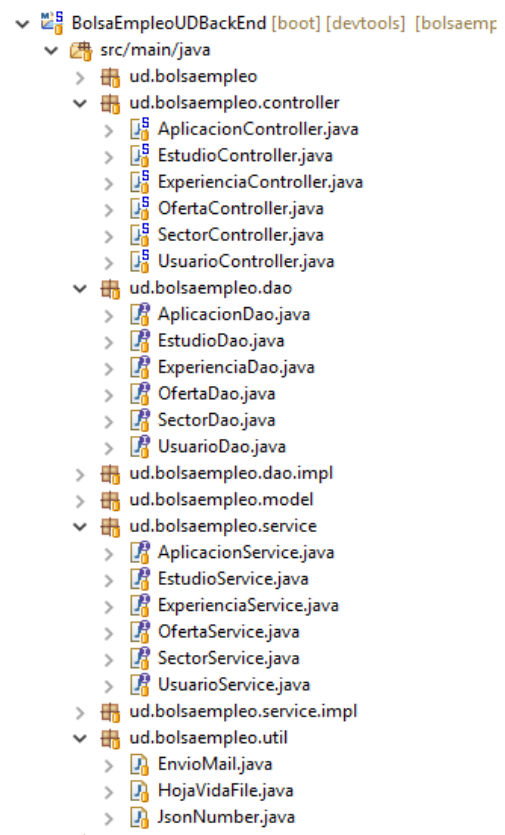 BolsaEmpleoUDBackEnd [boot] [devtools] [bolsaemp
src/main/java
ud.bolsaempleo
ud.bolsaempleo.controller
AplicacionController.java
EstudioController.java
ExperienciaController.java
OfertaController.java
SectorController.java
UsuarioController.java
ud.bolsaempleo.dao
AplicacionDao.java
EstudioDao.java
ExperienciaDao.java
OfertaDao.java
SectorDao.java
UsuarioDao.java
ud.bolsaempleo.dao.impl
ud.bolsaempleo.model
ud.bolsaempleo.service
AplicacionService.java
EstudioService.java
ExperienciaService.java
OfertaService.java
SectorService.java
UsuarioService.java
ud.bolsaempleo.service.impl
ud.bolsaempleo.util
EnvioMail.java
HojaVidaFile.java
JsonNumber.java